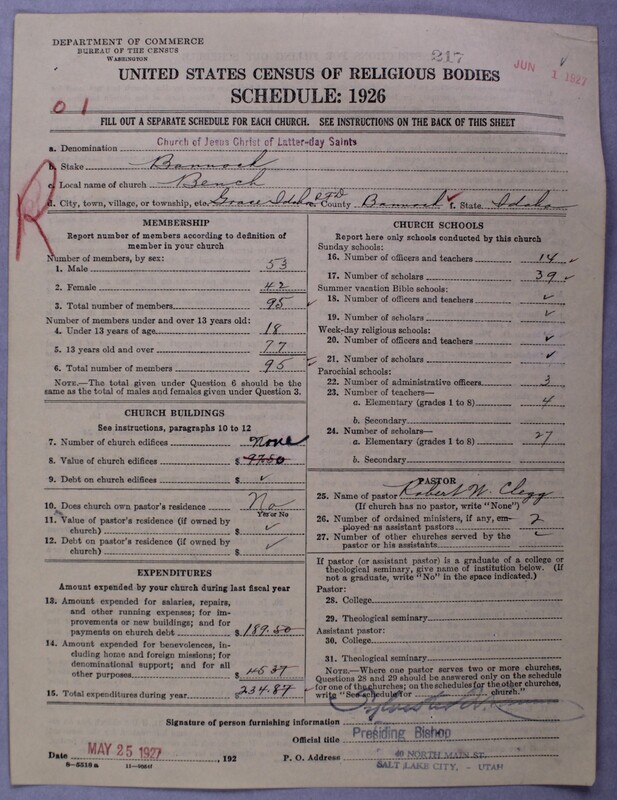 DEPARTMENT OF COMMERCE
BUREAU OF THE CENSUS
WASHINGTON
217
JUN 1 1927
UNITED STATES CENSUS OF RELIGIOUS BODIES
SCHEDULE: 1926
01
FILL OUT A SEPARATE SCHEDULE FOR EACH CHURCH. SEE INSTRUCTIONS ON THE BACK OF THIS SHEET
a. Denomination Church of Jesus Christ of Latter-day Saints
b. Stake Bannock
c. Local name of church Bench
d. City, town, village, or township, etc. Grace Idaho RFD e. County Bannock f. State Idaho
R
MEMBERSHIP
Report number of members according to definition of
member in your church
Number of members, by sex:
1. Male 53
2. Female 42
3. Total number of members 95
Number of members under and over 13 years old:
4. Under 13 years of age 18
5. 13 years old and over 77
6. Total number of members 95
NOTE.—The total given under Question 6 should be the
same as the total of males and females given under Question 3.
CHURCH BUILDINGS
See instructions, paragraphs 10 to 12
7. Number of church edifices None
8. Value of church edifices $ 97.50
9. Debt on church edifices $ ✓
10. Does church own pastor's residence No
Yes or No
11. Value of pastor's residence (if owned by
church) $ ✓
12. Debt on pastor's residence (if owned by
church) $ ✓
EXPENDITURES
Amount expended by your church during last fiscal year
13. Amount expended for salaries, repairs,
and other running expenses; for im-
provements or new buildings; and for
payments on church debt $ 189.50
14. Amount expended for benevolences, in-
cluding home and foreign missions; for
denominational support; and for all
other purposes $ 45 37
15. Total expenditures during year $ 234.87
CHURCH SCHOOLS
Report here only schools conducted by this church
Sunday schools:
16. Number of officers and teachers 14 ✓
17. Number of scholars 39 ✓
Summer vacation Bible schools:
18. Number of officers and teachers ✓
19. Number of scholars ✓
Week-day religious schools:
20. Number of officers and teachers ✓
21. Number of scholars ✓
Parochial schools:
22. Number of administrative officers 3
23. Number of teachers—
a. Elementary (grades 1 to 8) 4
b. Secondary
24. Number of scholars—
a. Elementary (grades 1 to 8) 27
b. Secondary
PASTOR
25. Name of pastor Robert W. Clegg
(If church has no pastor, write "None")
26. Number of ordained ministers, if any, em-
ployed as assistant pastors 2
27. Number of other churches served by the
pastor or his assistants
If pastor (or assistant pastor) is a graduate of a college or
theological seminary, give name of institution below. (If
not a graduate, write "No" in the space indicated.)
Pastor:
28. College
29. Theological seminary
Assistant pastor:
30. College
31. Theological seminary
NOTE.—Where one pastor serves two or more churches,
Questions 28 and 29 should be answered only on the schedule
for one of the churches; on the schedules for the other churches,
write "See schedule for church."
Signature of person furnishing information
Official title Presiding Bishop
Date MAY 25 1927, 192 P. O. Address 40 NORTH MAIN ST.
SALT LAKE CITY, - UTAH